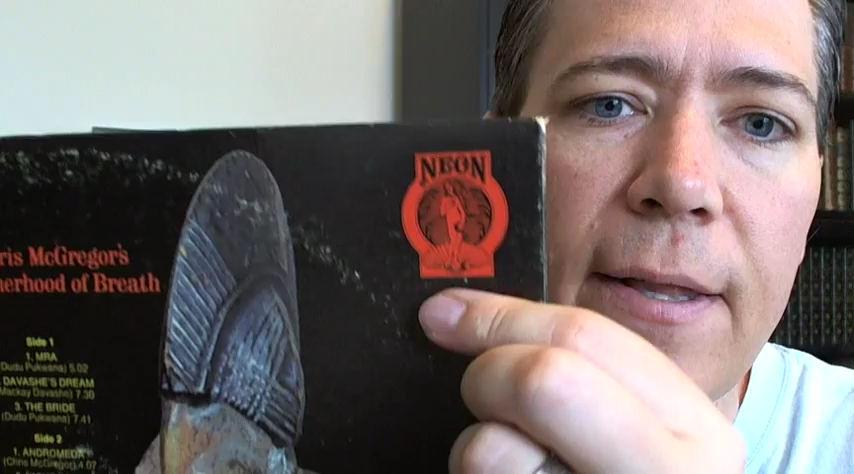 NEON
ris McGregor's
herhood of Breath
Side 1
1. MRA
(Dudu Pukwana) 5.02
DAVASHE'S DREAM
(Mackay Davashe) 7.30
3. THE BRIDE
(Dudu Pukwana) 7.41
Side 2
1. ANDROMEDA
(Chris McGregor) 4.07